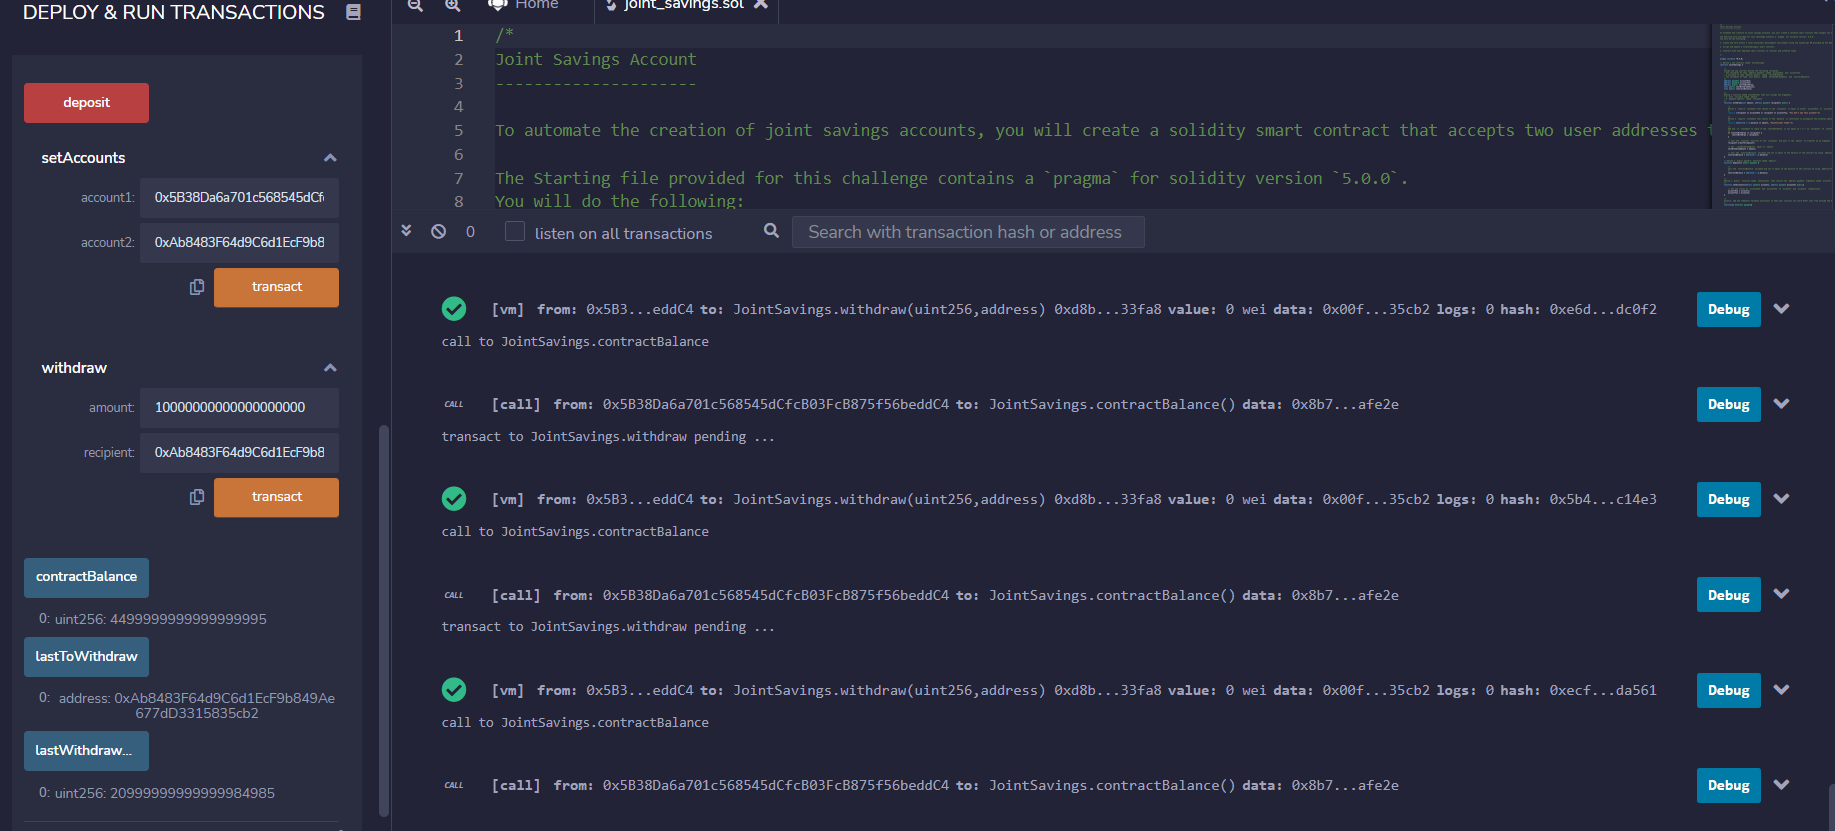 DEPLOY & RUN TRANSACTIONS
deposit
setAccounts
account1: 0x5B38Da6a701c568545dCf
account2: 0xAb8483F64d9C6d1EcF9b8
transact
withdraw
amount: 10000000000000000000
recipient: 0xAb8483F64d9C6d1EcF9b8
transact
contractBalance
0: uint256: 4499999999999999995
lastToWithdraw
0: address: 0xAb8483F64d9C6d1EcF9b849Ae
677dD3315835cb2
lastWithdraw...
0: uint256: 20999999999999984985
Home
joint_savings.sol
1 /*
2 Joint Savings Account
3 ---------------------
4
5 To automate the creation of joint savings accounts, you will create a solidity smart contract that accepts two user addresses
6
7 The Starting file provided for this challenge contains a `pragma` for solidity version `5.0.0`.
8 You will do the following:
0 listen on all transactions Search with transaction hash or address
[vm] from: 0x5B3...eddC4 to: JointSavings.withdraw(uint256,address) 0xd8b...33fa8 value: 0 wei data: 0x00f...35cb2 logs: 0 hash: 0xe6d...dc0f2 Debug
call to JointSavings.contractBalance
CALL [call] from: 0x5B38Da6a701c568545dCfcB03FcB875f56beddC4 to: JointSavings.contractBalance() data: 0x8b7...afe2e Debug
transact to JointSavings.withdraw pending ...
[vm] from: 0x5B3...eddC4 to: JointSavings.withdraw(uint256,address) 0xd8b...33fa8 value: 0 wei data: 0x00f...35cb2 logs: 0 hash: 0x5b4...c14e3 Debug
call to JointSavings.contractBalance
CALL [call] from: 0x5B38Da6a701c568545dCfcB03FcB875f56beddC4 to: JointSavings.contractBalance() data: 0x8b7...afe2e Debug
transact to JointSavings.withdraw pending ...
[vm] from: 0x5B3...eddC4 to: JointSavings.withdraw(uint256,address) 0xd8b...33fa8 value: 0 wei data: 0x00f...35cb2 logs: 0 hash: 0xecf...da561 Debug
call to JointSavings.contractBalance
CALL [call] from: 0x5B38Da6a701c568545dCfcB03FcB875f56beddC4 to: JointSavings.contractBalance() data: 0x8b7...afe2e Debug